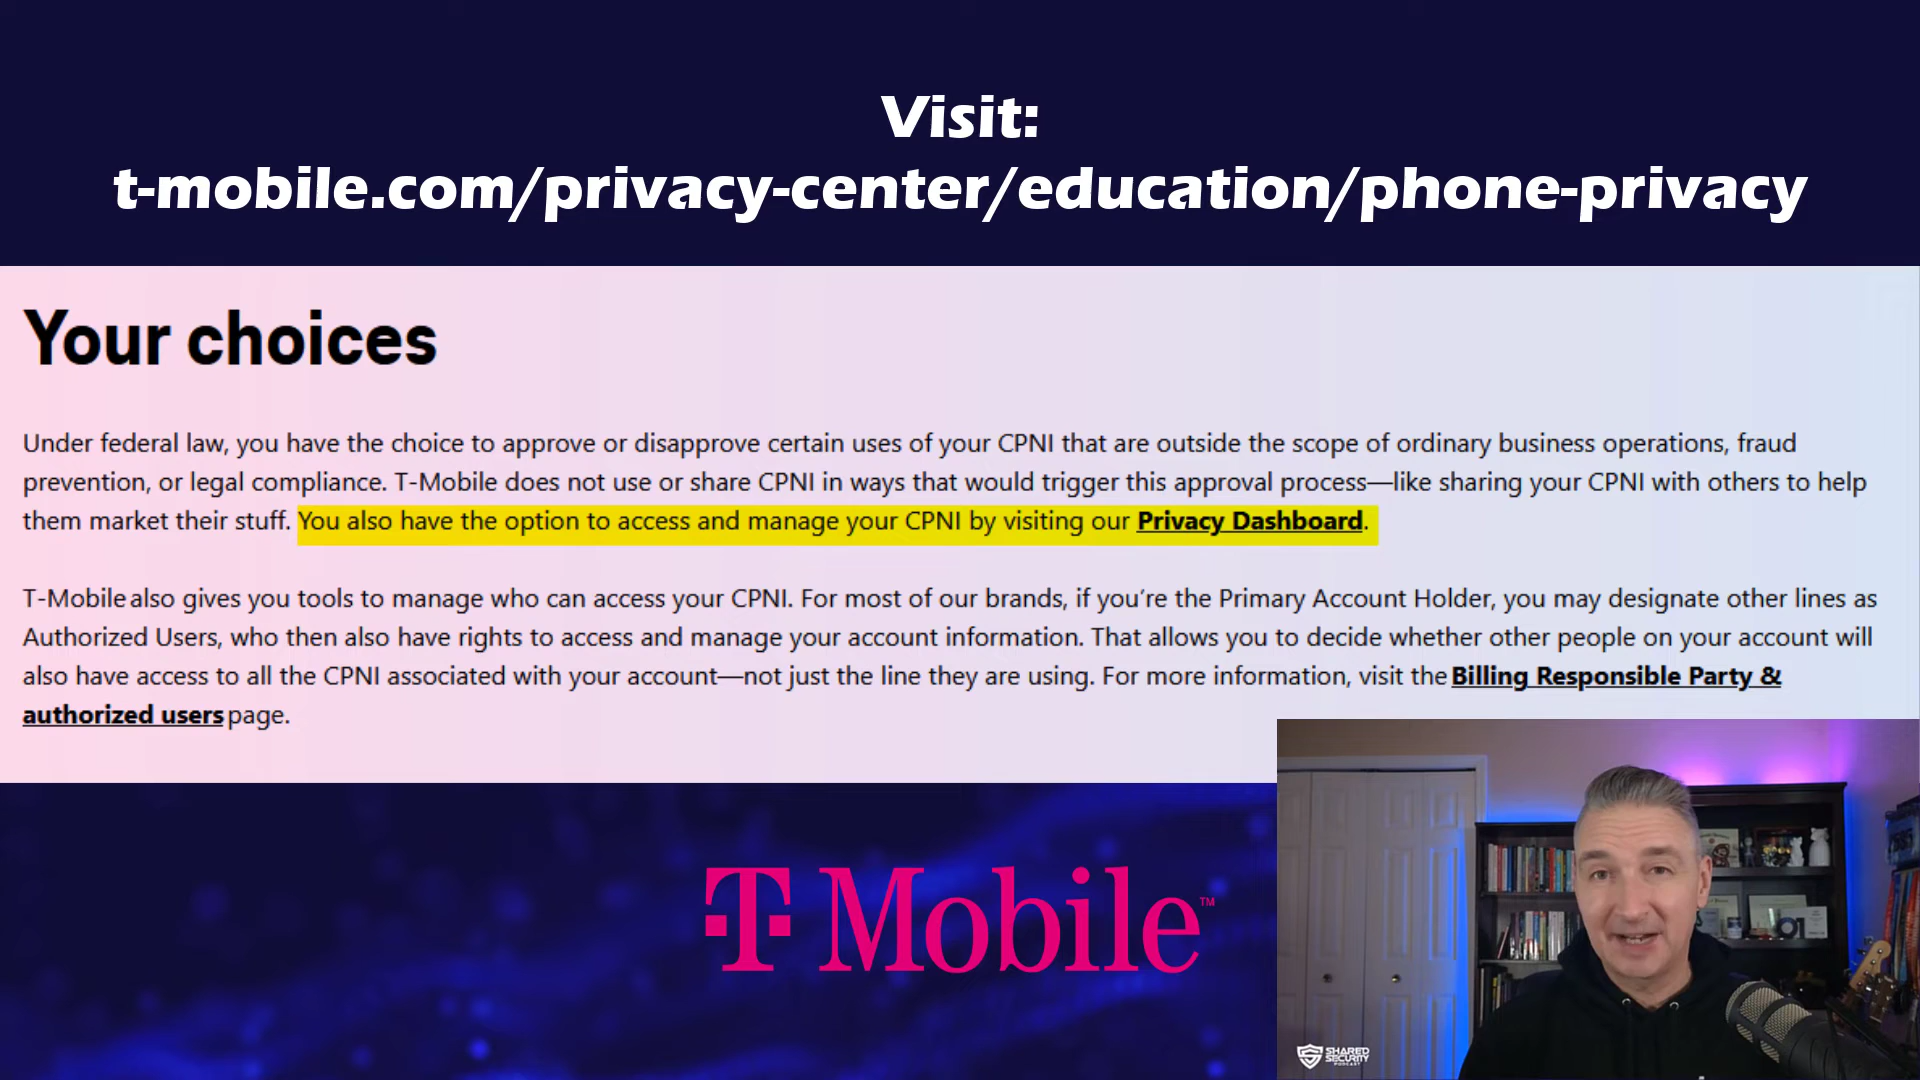 Visit:
t-mobile.com/privacy-center/education/phone-privacy
Your choices
Under federal law, you have the choice to approve or disapprove certain uses of your CPNI that are outside the scope of ordinary business operations, fraud
prevention, or legal compliance. T-Mobile does not use or share CPNI in ways that would trigger this approval process—like sharing your CPNI with others to help
them market their stuff. You also have the option to access and manage your CPNI by visiting our Privacy Dashboard.
T-Mobile also gives you tools to manage who can access your CPNI. For most of our brands, if you’re the Primary Account Holder, you may designate other lines as
Authorized Users, who then also have rights to access and manage your account information. That allows you to decide whether other people on your account will
also have access to all the CPNI associated with your account—not just the line they are using. For more information, visit the Billing Responsible Party &
authorized users page.
T Mobile™
SHARED
SECURITY
PODCAST